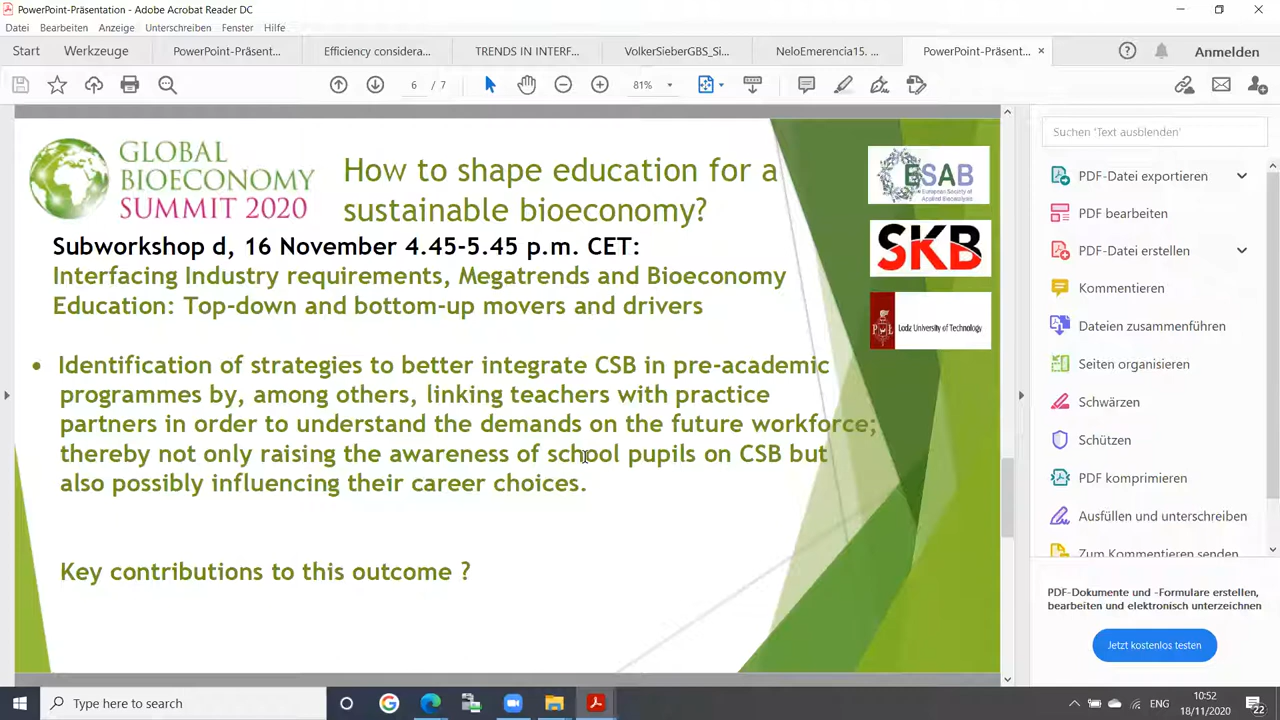 PowerPoint-Präsentation - Adobe Acrobat Reader DC
Datei Bearbeiten Anzeige Unterschreiben Fenster Hilfe
Start Werkzeuge PowerPoint-Präsent... Efficiency considera... TRENDS IN INTERF... VolkerSieberGBS_Si... NeloEmerencia15. ... PowerPoint-Präsent... × Anmelden
6 / 7 81%
GLOBAL
BIOECONOMY
SUMMIT 2020
How to shape education for a
sustainable bioeconomy?
ESAB
European Society of
Applied Biocatalysis
SKB
Lodz University of Technology
Subworkshop d, 16 November 4.45-5.45 p.m. CET:
Interfacing Industry requirements, Megatrends and Bioeconomy
Education: Top-down and bottom-up movers and drivers
• Identification of strategies to better integrate CSB in pre-academic
programmes by, among others, linking teachers with practice
partners in order to understand the demands on the future workforce;
thereby not only raising the awareness of school pupils on CSB but
also possibly influencing their career choices.
Key contributions to this outcome ?
Suchen 'Text ausblenden'
PDF-Datei exportieren
PDF bearbeiten
PDF-Datei erstellen
Kommentieren
Dateien zusammenführen
Seiten organisieren
Schwärzen
Schützen
PDF komprimieren
Ausfüllen und unterschreiben
Zum Kommentieren senden
PDF-Dokumente und -Formulare erstellen,
bearbeiten und elektronisch unterzeichnen
Jetzt kostenlos testen
Type here to search
ENG
10:52
18/11/2020
22